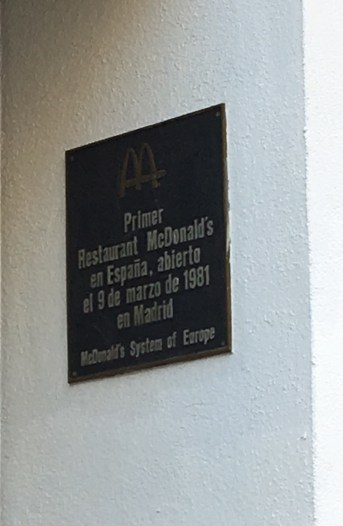 Primer
Restaurant McDonald's
en España, abierto
el 9 de marzo de 1981
en Madrid
McDonald's System of Europe